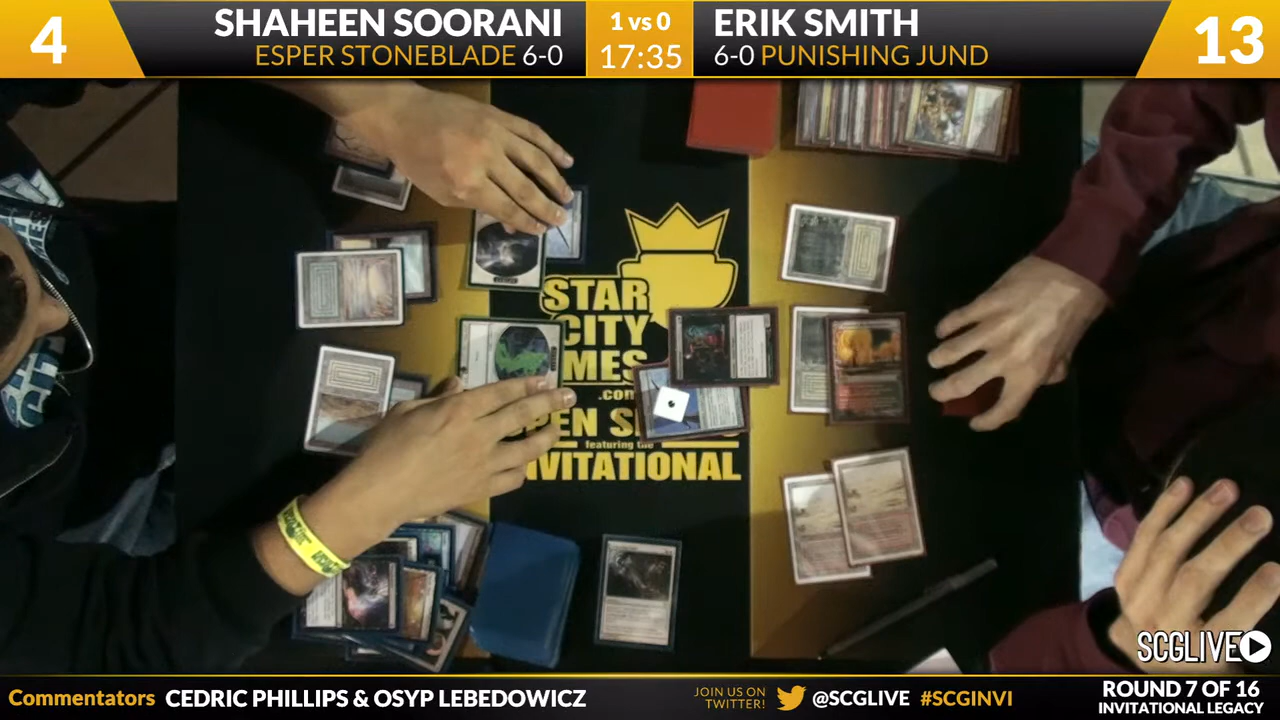 4
SHAHEEN SOORANI
ESPER STONEBLADE 6-0
1 vs 0
17:35
ERIK SMITH
6-0 PUNISHING JUND
13
STAR
CITY
MES
.com
PEN S
featuring the
INVITATIONAL
SCGLIVE
Commentators CEDRIC PHILLIPS & OSYP LEBEDOWICZ
JOIN US ON
TWITTER!
@SCGLIVE #SCGINVI
ROUND 7 OF 16
INVITATIONAL LEGACY